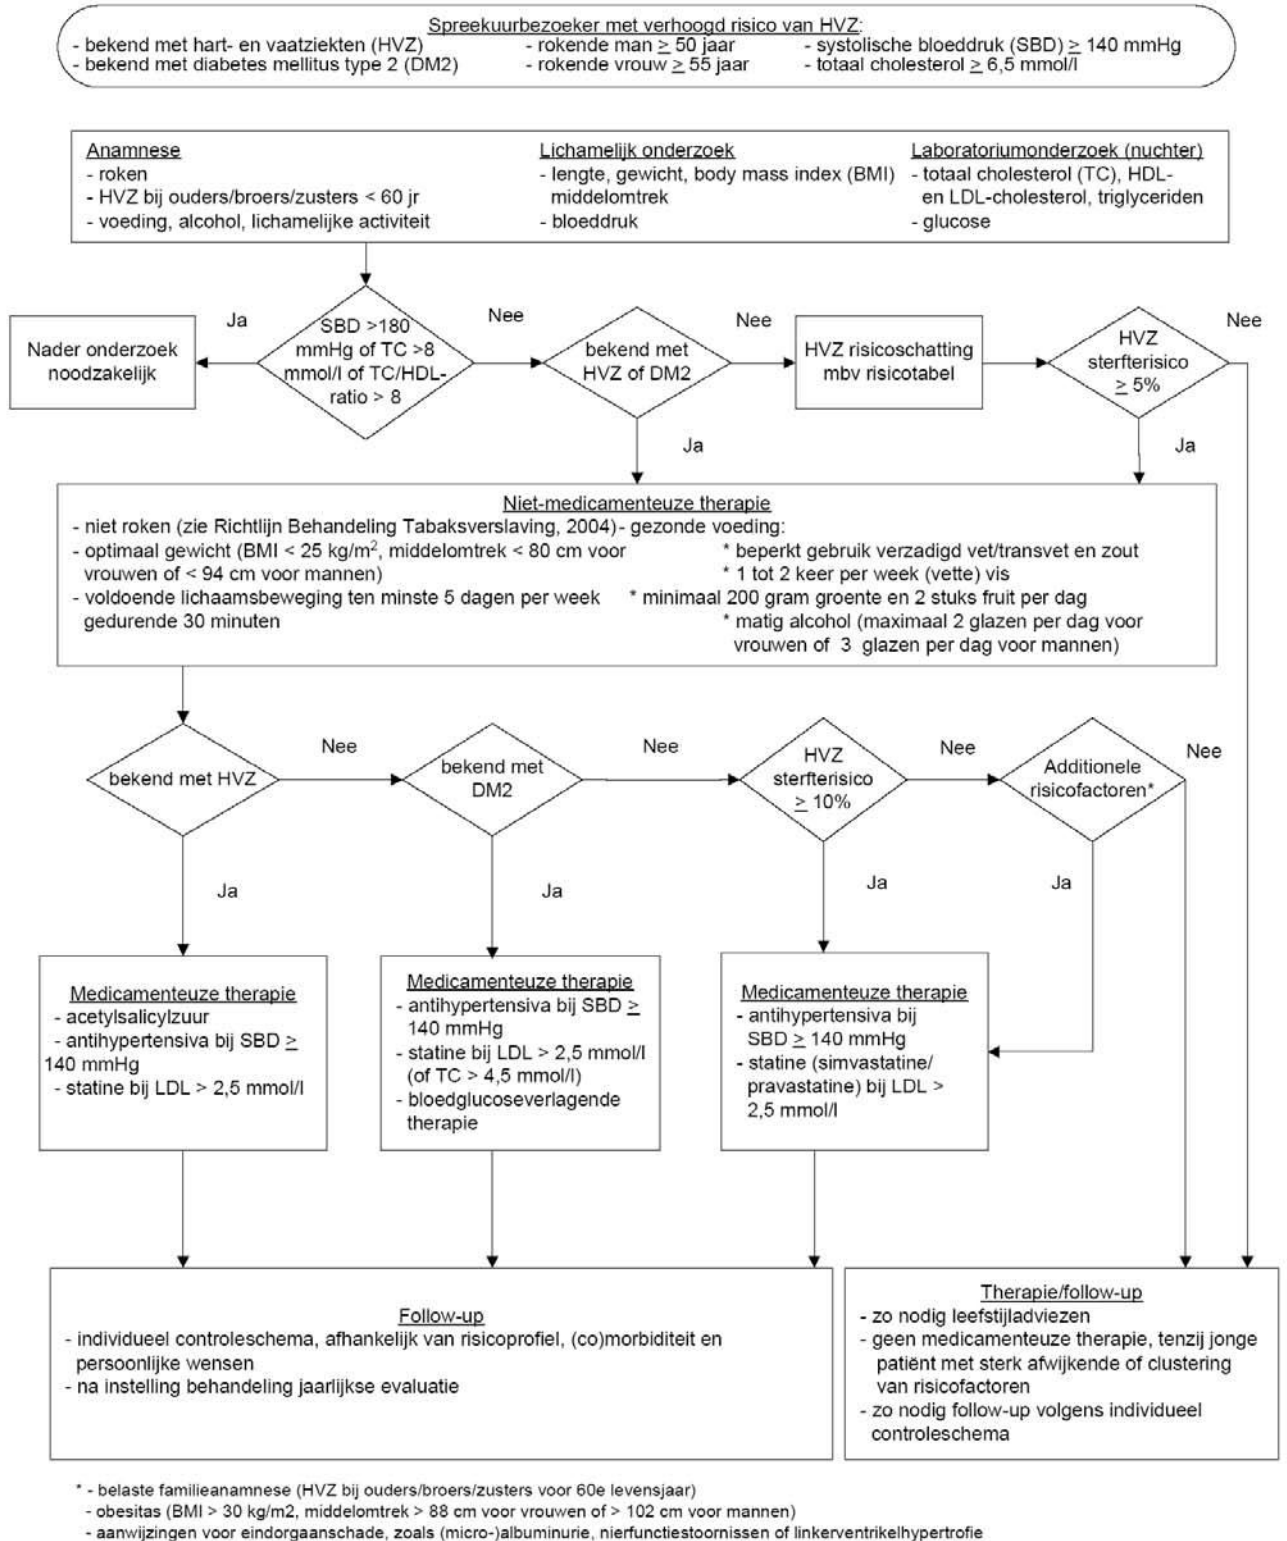 Spreekuurbezoeker met verhoogd risico van HVZ:
- bekend met hart- en vaatziekten (HVZ)
- rokende man ≥ 50 jaar
- systolische bloeddruk (SBD) ≥ 140 mmHg
- bekend met diabetes mellitus type 2 (DM2)
- rokende vrouw ≥ 55 jaar
- totaal cholesterol ≥ 6,5 mmol/l
Anamnese
- roken
- HVZ bij ouders/broers/zusters < 60 jr
- voeding, alcohol, lichamelijke activiteit
Lichamelijk onderzoek
- lengte, gewicht, body mass index (BMI)
middelomtrek
- bloeddruk
Laboratoriumonderzoek (nuchter)
- totaal cholesterol (TC), HDL-
en LDL-cholesterol, triglyceriden
- glucose
Nader onderzoek
noodzakelijk
Ja
SBD >180
mmHg of TC >8
mmol/l of TC/HDL-
ratio > 8
Nee
bekend met
HVZ of DM2
Nee
HVZ risicoschatting
mbv risicotabel
HVZ
sterfterisico
≥ 5%
Nee
Ja
Ja
Niet-medicamenteuze therapie
- niet roken (zie Richtlijn Behandeling Tabaksverslaving, 2004)
- optimaal gewicht (BMI < 25 kg/m², middelomtrek < 80 cm voor
vrouwen of < 94 cm voor mannen)
- voldoende lichaamsbeweging ten minste 5 dagen per week
gedurende 30 minuten
- gezonde voeding:
* beperkt gebruik verzadigd vet/transvet en zout
* 1 tot 2 keer per week (vette) vis
* minimaal 200 gram groente en 2 stuks fruit per dag
* matig alcohol (maximaal 2 glazen per dag voor
vrouwen of 3 glazen per dag voor mannen)
bekend met HVZ
Nee
bekend met
DM2
Nee
HVZ
sterfterisico
≥ 10%
Nee
Additionele
risicofactoren*
Nee
Ja
Ja
Ja
Ja
Medicamenteuze therapie
- acetylsalicylzuur
- antihypertensiva bij SBD ≥
140 mmHg
- statine bij LDL > 2,5 mmol/l
Medicamenteuze therapie
- antihypertensiva bij SBD ≥
140 mmHg
- statine bij LDL > 2,5 mmol/l
(of TC > 4,5 mmol/l)
- bloedglucoseverlagende
therapie
Medicamenteuze therapie
- antihypertensiva bij
SBD ≥ 140 mmHg
- statine (simvastatine/
pravastatine) bij LDL >
2,5 mmol/l
Follow-up
- individueel controleschema, afhankelijk van risicoprofiel, (co)morbiditeit en
persoonlijke wensen
- na instelling behandeling jaarlijkse evaluatie
Therapie/follow-up
- zo nodig leefstijladviezen
- geen medicamenteuze therapie, tenzij jonge
patiënt met sterk afwijkende of clustering
van risicofactoren
- zo nodig follow-up volgens individueel
controleschema
* - belaste familieanamnese (HVZ bij ouders/broers/zusters voor 60e levensjaar)
- obesitas (BMI > 30 kg/m2, middelomtrek > 88 cm voor vrouwen of > 102 cm voor mannen)
- aanwijzingen voor eindorgaanschade, zoals (micro-)albuminurie, nierfunctiestoornissen of linkerventrikelhypertrofie